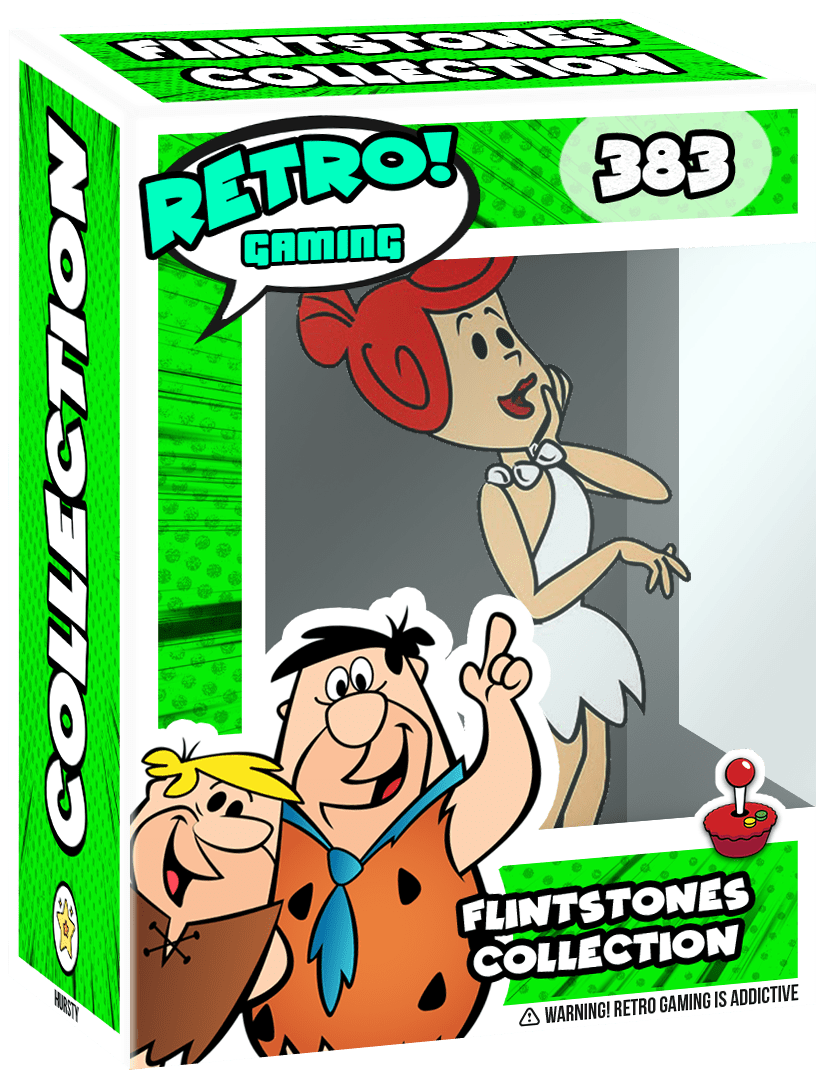 FLINTSTONES
COLLECTION
RETRO!
GAMING
383
COLLECTION
HURSTY
FLINTSTONES
COLLECTION
⚠ WARNING! RETRO GAMING IS ADDICTIVE